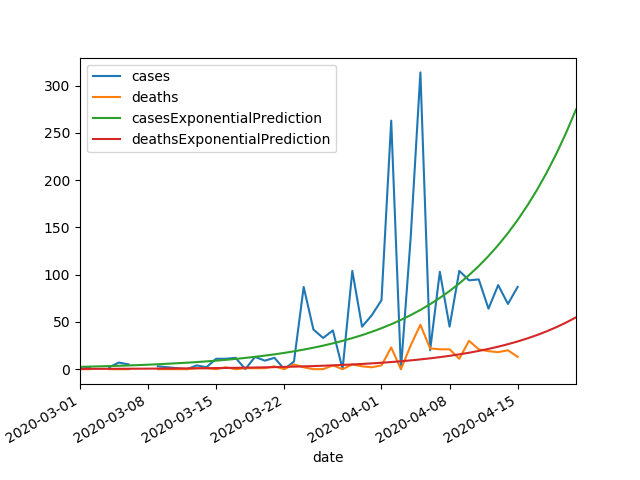 cases
deaths
casesExponentialPrediction
deathsExponentialPrediction
300
250
200
150
100
50
0
2020-03-01
2020-03-08
2020-03-15
2020-03-22
2020-04-01
2020-04-08
2020-04-15
date